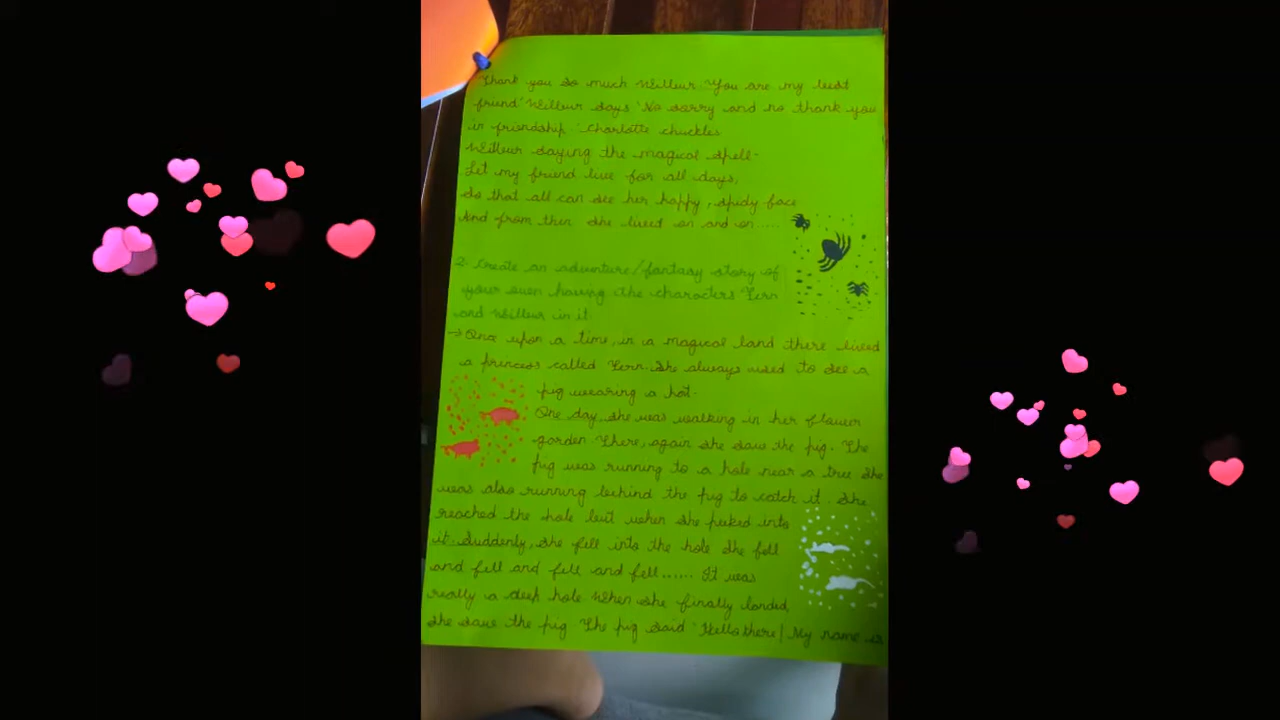 Thank you so much Wilbur. You are my best
friend' Wilbur says 'No sorry and no thank you
in friendship.' Charlotte chuckles
Wilbur saying the magical spell-
Let my friend live for all days,
So that all can see her happy, spidy face
And from then she lived on and on.....
2. Create an adventure/fantasy story of
your own having the characters Fern
and Wilbur in it.
→ Once upon a time, in a magical land there lived
a princess called Fern. She always used to see a
pig wearing a hat.
One day, she was walking in her flower
garden. There, again she saw the pig. The
pig was running to a hole near a tree. She
was also running behind the pig to catch it. She
reached the hole but when she peeked into
it. Suddenly, she fell into the hole. She fell
and fell and fell and fell...... It was
really a deep hole. When she finally landed,
she saw the pig. The pig said 'Hello there! My name is